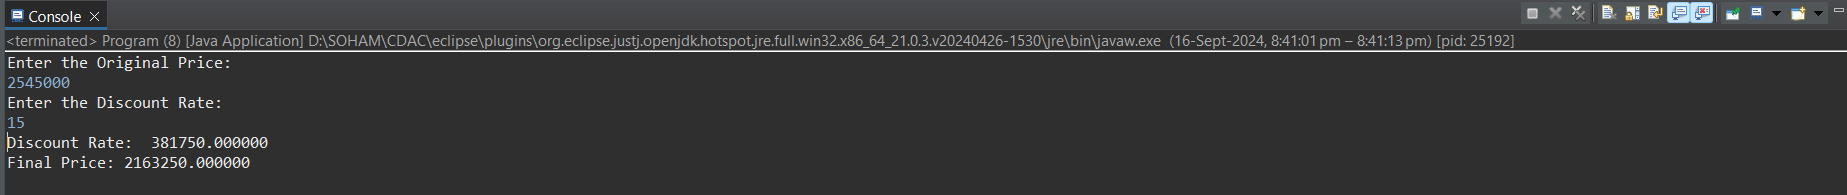 Console
<terminated> Program (8) [Java Application] D:\SOHAM\CDAC\eclipse\plugins\org.eclipse.justj.openjdk.hotspot.jre.full.win32.x86_64_21.0.3.v20240426-1530\jre\bin\javaw.exe (16-Sept-2024, 8:41:01 pm – 8:41:13 pm) [pid: 25192]
Enter the Original Price:
2545000
Enter the Discount Rate:
15
Discount Rate:  381750.000000
Final Price: 2163250.000000